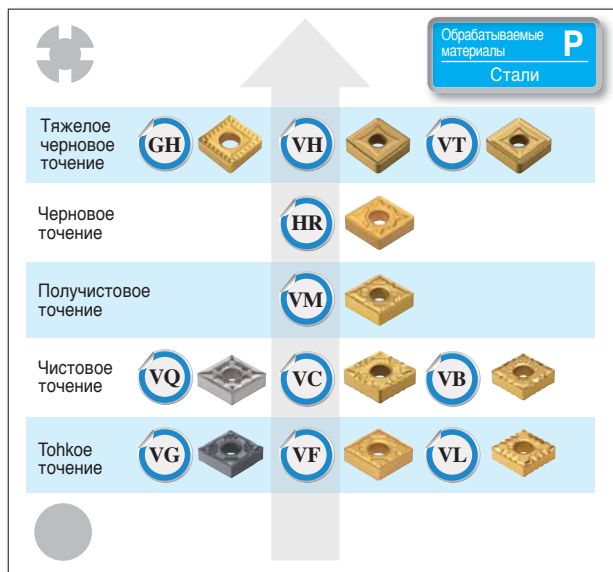 Обрабатываемые
материалы
P
Стали
Тяжелое
черновое
точение
GH
VH
VT
Черновое
точение
HR
Получистовое
точение
VM
Чистовое
точение
VQ
VC
VB
Tohkoe
точение
VG
VF
VL